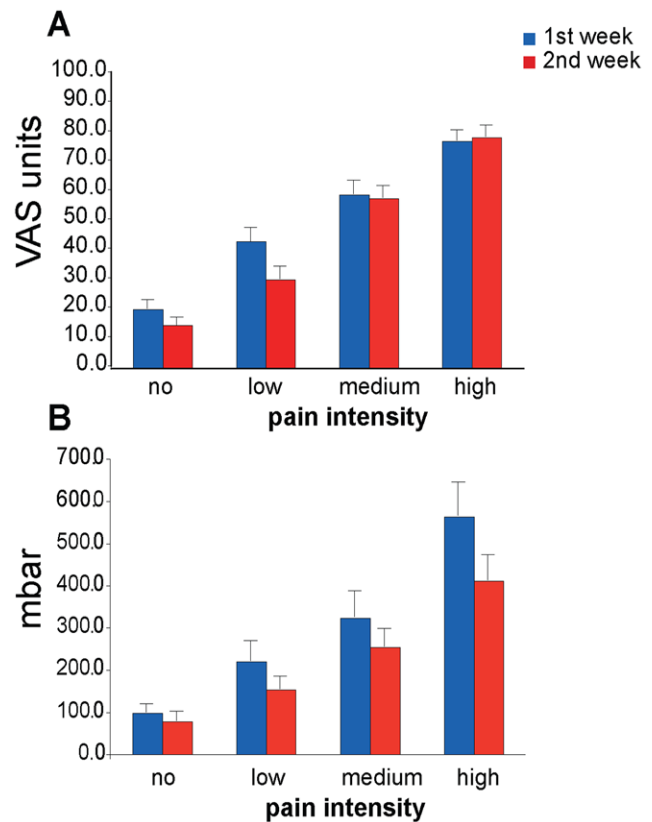 A
1st week
2nd week
VAS units
100.0
90.0
80.0
70.0
60.0
50.0
40.0
30.0
20.0
10.0
0.0
no low medium high
pain intensity
B
mbar
700.0
600.0
500.0
400.0
300.0
200.0
100.0
0.0
no low medium high
pain intensity